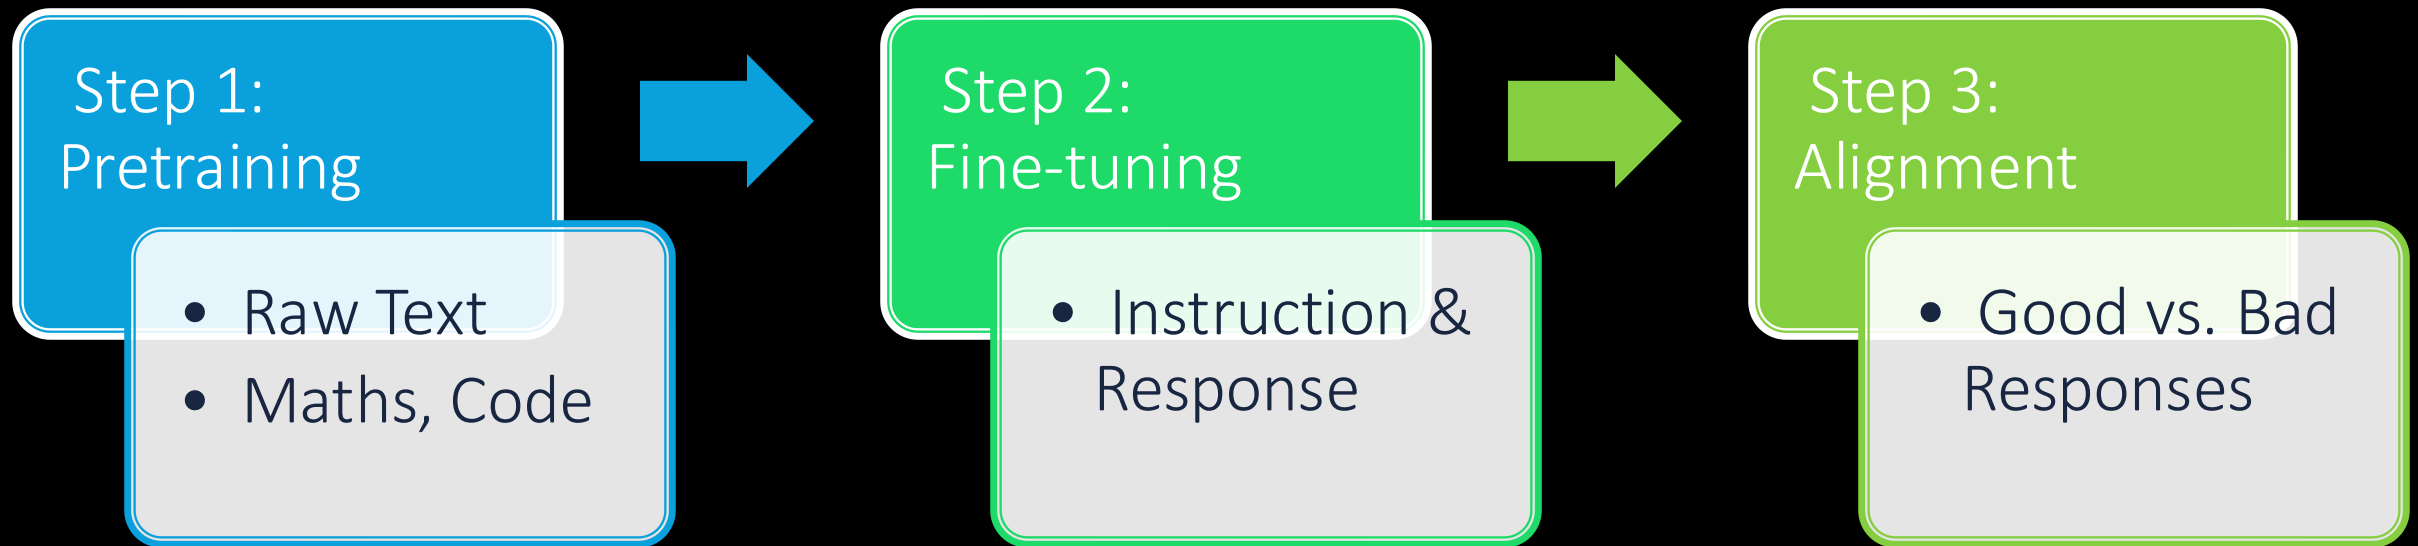 Step 1:
Pretraining
• Raw Text
• Maths, Code
Step 2:
Fine-tuning
• Instruction &
Response
Step 3:
Alignment
• Good vs. Bad
Responses